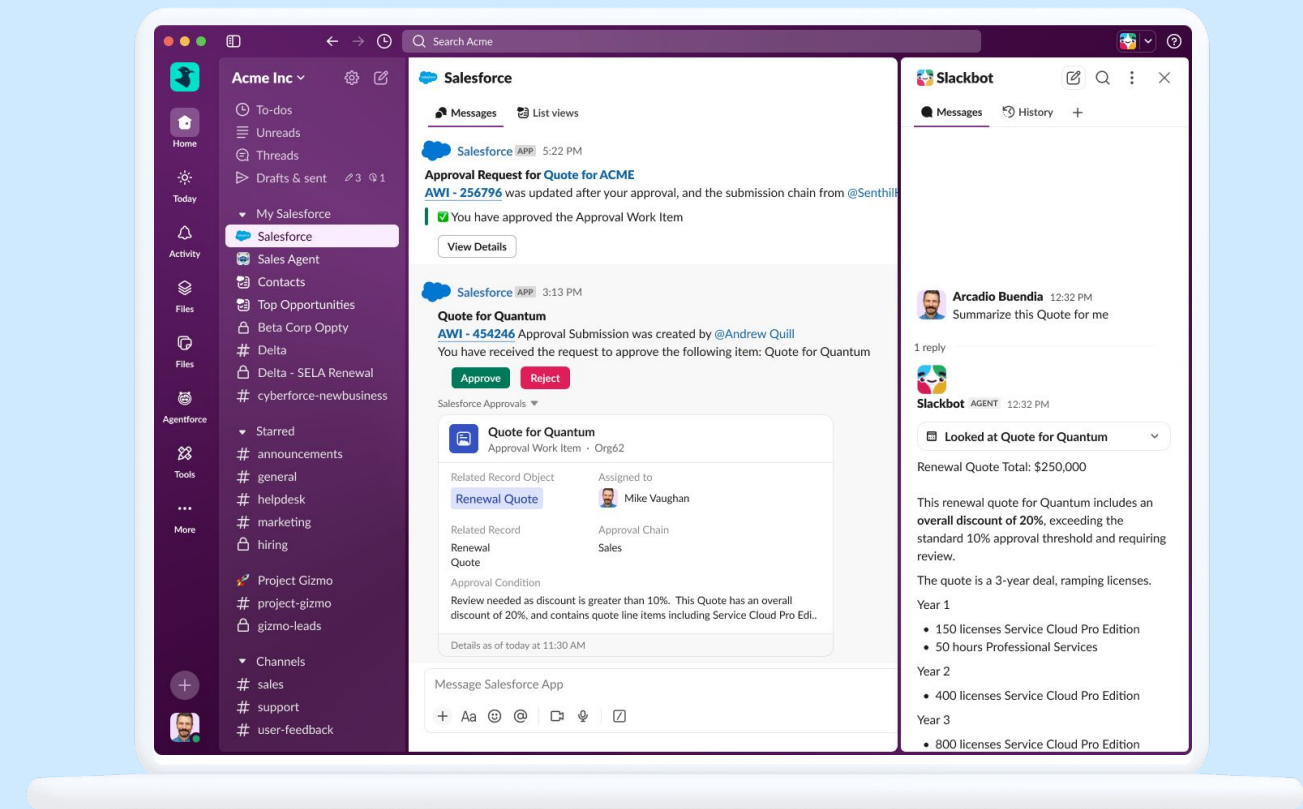 Search Acme
Home
Today
Activity
Files
Files
Agentforce
Tools
More
Acme Inc
To-dos
Unreads
Threads
Drafts & sent 3 1
My Salesforce
Salesforce
Sales Agent
Contacts
Top Opportunities
Beta Corp Oppty
# Delta
Delta - SELA Renewal
# cyberforce-newbusiness
Starred
# announcements
# general
# helpdesk
# marketing
hiring
Project Gizmo
# project-gizmo
gizmo-leads
Channels
# sales
# support
# user-feedback
Salesforce
Messages List views
Salesforce APP 5:22 PM
Approval Request for Quote for ACME
AWI - 256796 was updated after your approval, and the submission chain from
✅ You have approved the Approval Work Item
View Details
Salesforce APP 3:13 PM
Quote for Quantum
AWI - 454246 Approval Submission was created by @Andrew Quill
You have received the request to approve the following item: Quote for Quantum
Approve Reject
Salesforce Approvals
Quote for Quantum
Approval Work Item · Org62
Related Record Object Assigned to
Renewal Quote Mike Vaughan
Related Record Approval Chain
Renewal Sales
Quote
Approval Condition
Review needed as discount is greater than 10%. This Quote has an overall
discount of 20%, and contains quote line items including Service Cloud Pro Edi..
Details as of today at 11:30 AM
Message Salesforce App
+ Aa @
Slackbot
Messages History +
Arcadio Buendia 12:32 PM
Summarize this Quote for me
1 reply
Slackbot AGENT 12:32 PM
Looked at Quote for Quantum
Renewal Quote Total: $250,000
This renewal quote for Quantum includes an
overall discount of 20%, exceeding the
standard 10% approval threshold and requiring
review.
The quote is a 3-year deal, ramping licenses.
Year 1
• 150 licenses Service Cloud Pro Edition
• 50 hours Professional Services
Year 2
• 400 licenses Service Cloud Pro Edition
Year 3
• 800 licenses Service Cloud Pro Edition